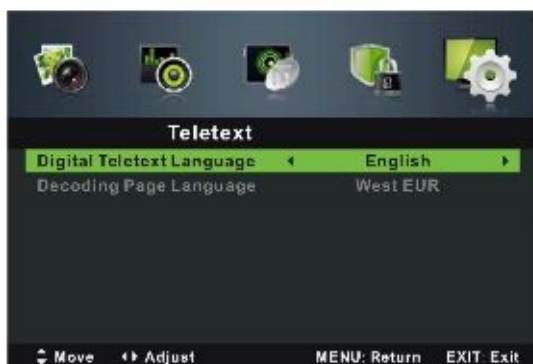 Teletext
Digital Teletext Language English
Decoding Page Language West EUR
Move Adjust MENU: Return EXIT: Exit